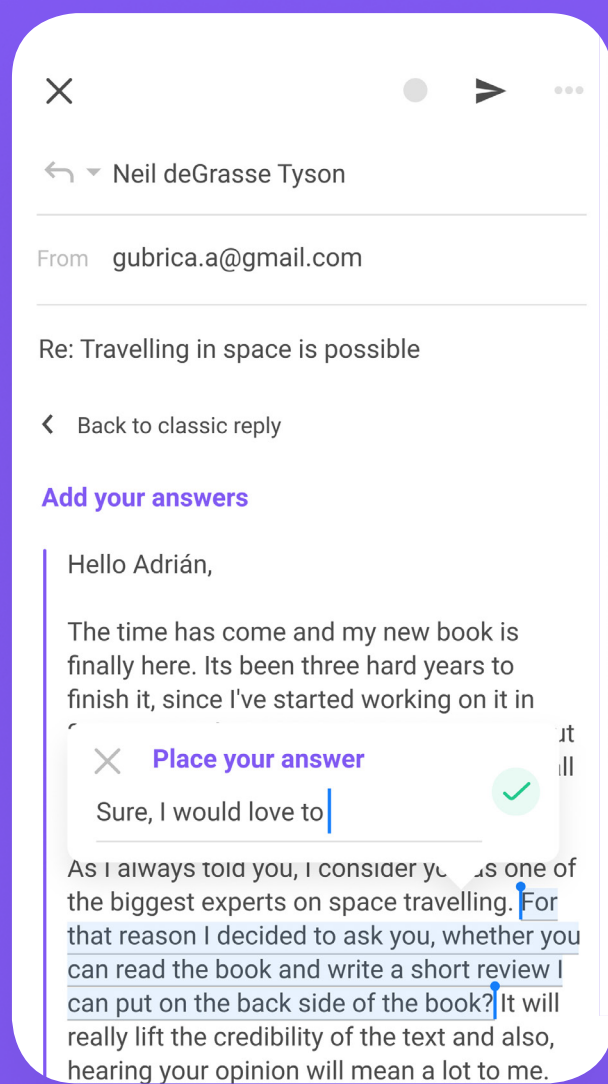 Neil deGrasse Tyson
From gubrica.a@gmail.com
Re: Travelling in space is possible
Back to classic reply
Add your answers
Hello Adrián,
The time has come and my new book is
finally here. Its been three hard years to
finish it, since I've started working on it in
Place your answer
Sure, I would love to
As I always told you, I consider as one of
the biggest experts on space travelling. For
that reason I decided to ask you, whether you
can read the book and write a short review I
can put on the back side of the book? It will
really lift the credibility of the text and also,
hearing your opinion will mean a lot to me.